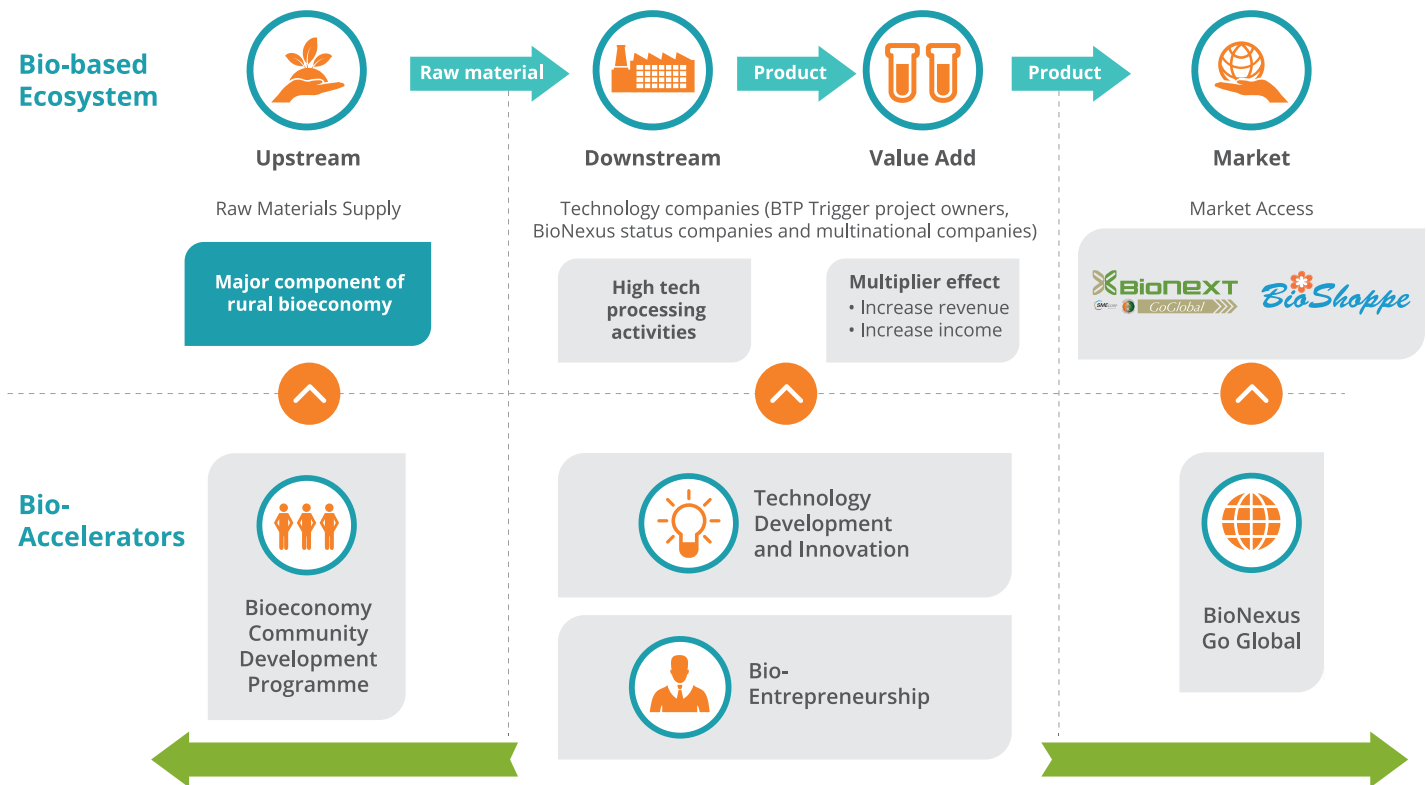 Bio-based
Ecosystem
Raw material
Product
Product
Upstream
Downstream
Value Add
Market
Raw Materials Supply
Technology companies (BTP Trigger project owners,
BioNexus status companies and multinational companies)
Market Access
Major component of
rural bioeconomy
High tech
processing
activities
Multiplier effect
• Increase revenue
• Increase income
BIONEXT
GoGlobal
BioShoppe
Bio-
Accelerators
Bioeconomy
Community
Development
Programme
Technology
Development
and Innovation
Bio-
Entrepreneurship
BioNexus
Go Global